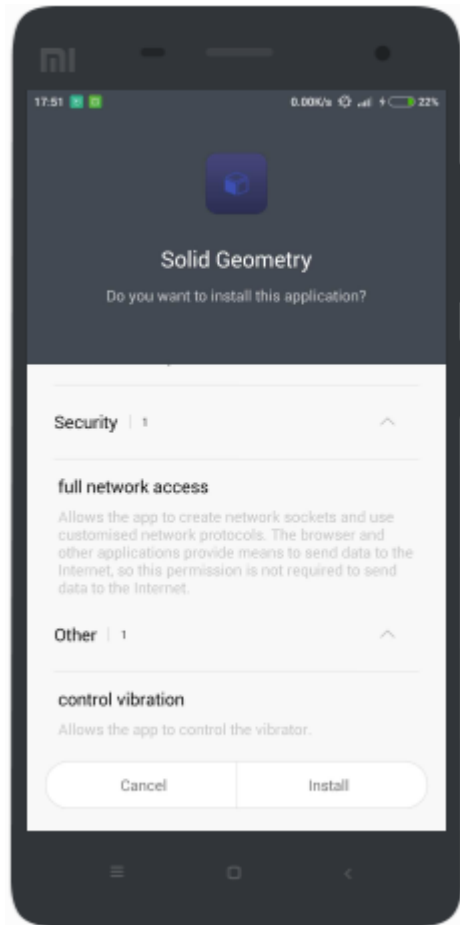 17:51
0.00K/s
22%
Solid Geometry
Do you want to install this application?
Security 1
full network access
Allows the app to create network sockets and use
customised network protocols. The browser and
other applications provide means to send data to the
Internet, so this permission is not required to send
data to the Internet.
Other 1
control vibration
Allows the app to control the vibrator.
Cancel
Install